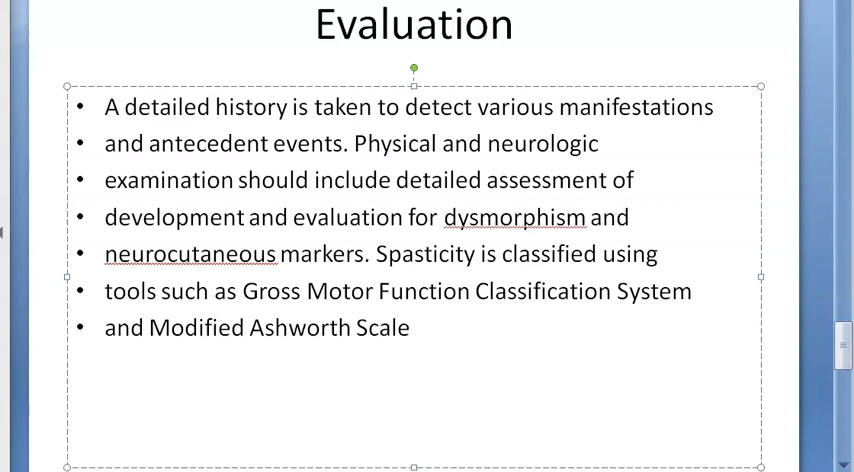 Evaluation
• A detailed history is taken to detect various manifestations
• and antecedent events. Physical and neurologic
• examination should include detailed assessment of
• development and evaluation for dysmorphism and
• neurocutaneous markers. Spasticity is classified using
• tools such as Gross Motor Function Classification System
• and Modified Ashworth Scale